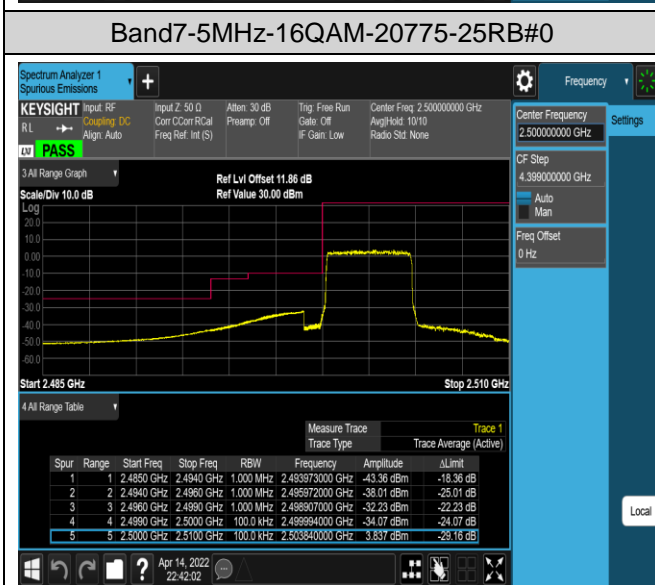 Band7-5MHz-16QAM-20775-25RB#0
Spectrum Analyzer 1
Spurious Emissions
+
Frequency
KEYSIGHT
RL
LXI
PASS
Input: RF
Coupling: DC
Align: Auto
Input Z: 50 Ω
Corr CCorr RCal
Freq Ref: Int (S)
Atten: 30 dB
Preamp: Off
Trig: Free Run
Gate: Off
IF Gain: Low
Center Freq: 2.500000000 GHz
Avg|Hold: 10/10
Radio Std: None
Center Frequency
2.500000000 GHz
Settings
CF Step
4.399000000 GHz
Auto
Man
Freq Offset
0 Hz
3 All Range Graph
Scale/Div 10.0 dB
Ref Lvl Offset 11.86 dB
Ref Value 30.00 dBm
Log
20.0
10.0
0.00
-10.0
-20.0
-30.0
-40.0
-50.0
-60.0
Start 2.485 GHz
Stop 2.510 GHz
4 All Range Table
Measure Trace Trace 1
Trace Type Trace Average (Active)
Spur Range Start Freq Stop Freq RBW Frequency Amplitude ΔLimit
1 1 2.4850 GHz 2.4940 GHz 1.000 MHz 2.493973000 GHz -43.36 dBm -18.36 dB
2 2 2.4940 GHz 2.4960 GHz 1.000 MHz 2.495972000 GHz -38.01 dBm -25.01 dB
3 3 2.4960 GHz 2.4990 GHz 1.000 MHz 2.498907000 GHz -32.23 dBm -22.23 dB
4 4 2.4990 GHz 2.5000 GHz 100.0 kHz 2.499994000 GHz -34.07 dBm -24.07 dB
5 5 2.5000 GHz 2.5100 GHz 100.0 kHz 2.503840000 GHz 3.837 dBm -29.16 dB
Local
?
Apr 14, 2022
22:42:02